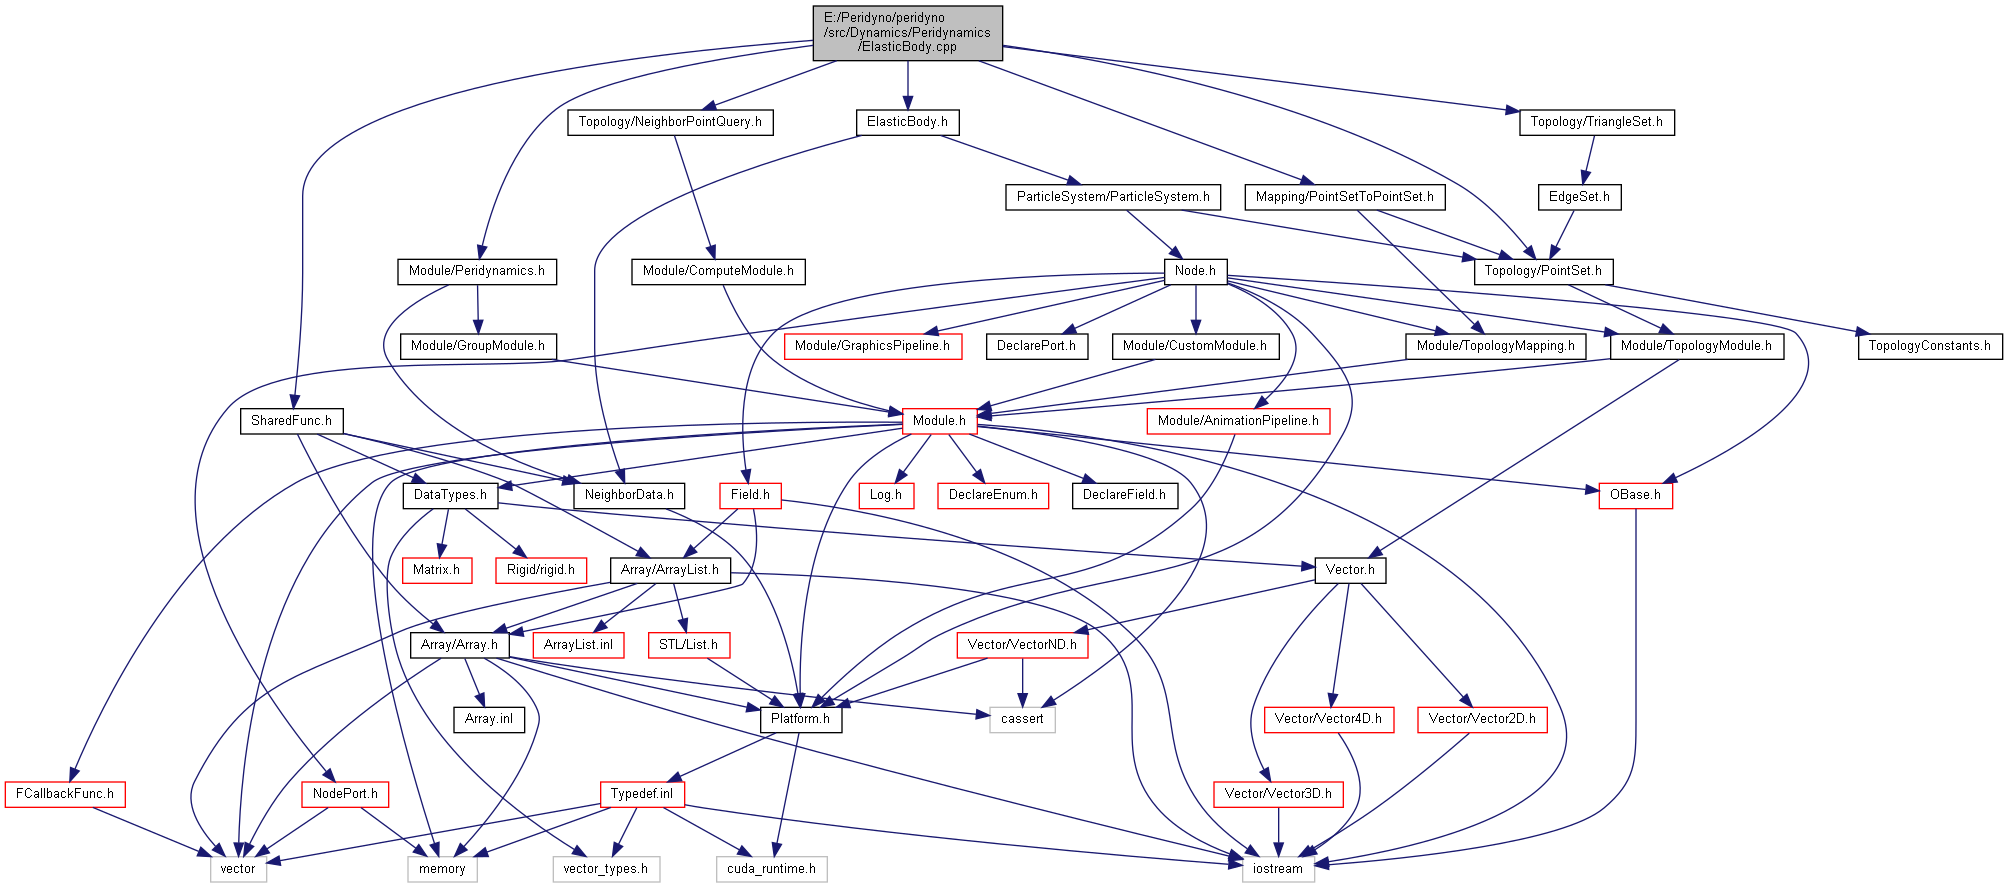 E:/Peridyno/peridyno
/src/Dynamics/Peridynamics
/ElasticBody.cpp
Topology/NeighborPointQuery.h
ElasticBody.h
Topology/TriangleSet.h
ParticleSystem/ParticleSystem.h
Mapping/PointSetToPointSet.h
EdgeSet.h
Module/Peridynamics.h
Module/ComputeModule.h
Node.h
Topology/PointSet.h
Module/GroupModule.h
Module/GraphicsPipeline.h
DeclarePort.h
Module/CustomModule.h
Module/TopologyMapping.h
Module/TopologyModule.h
TopologyConstants.h
SharedFunc.h
Module.h
Module/AnimationPipeline.h
DataTypes.h
NeighborData.h
Field.h
Log.h
DeclareEnum.h
DeclareField.h
OBase.h
Matrix.h
Rigid/rigid.h
Array/ArrayList.h
Vector.h
Array/Array.h
ArrayList.inl
STL/List.h
Vector/VectorND.h
Array.inl
Platform.h
cassert
Vector/Vector4D.h
Vector/Vector2D.h
FCallbackFunc.h
NodePort.h
Typedef.inl
Vector/Vector3D.h
vector
memory
vector_types.h
cuda_runtime.h
iostream